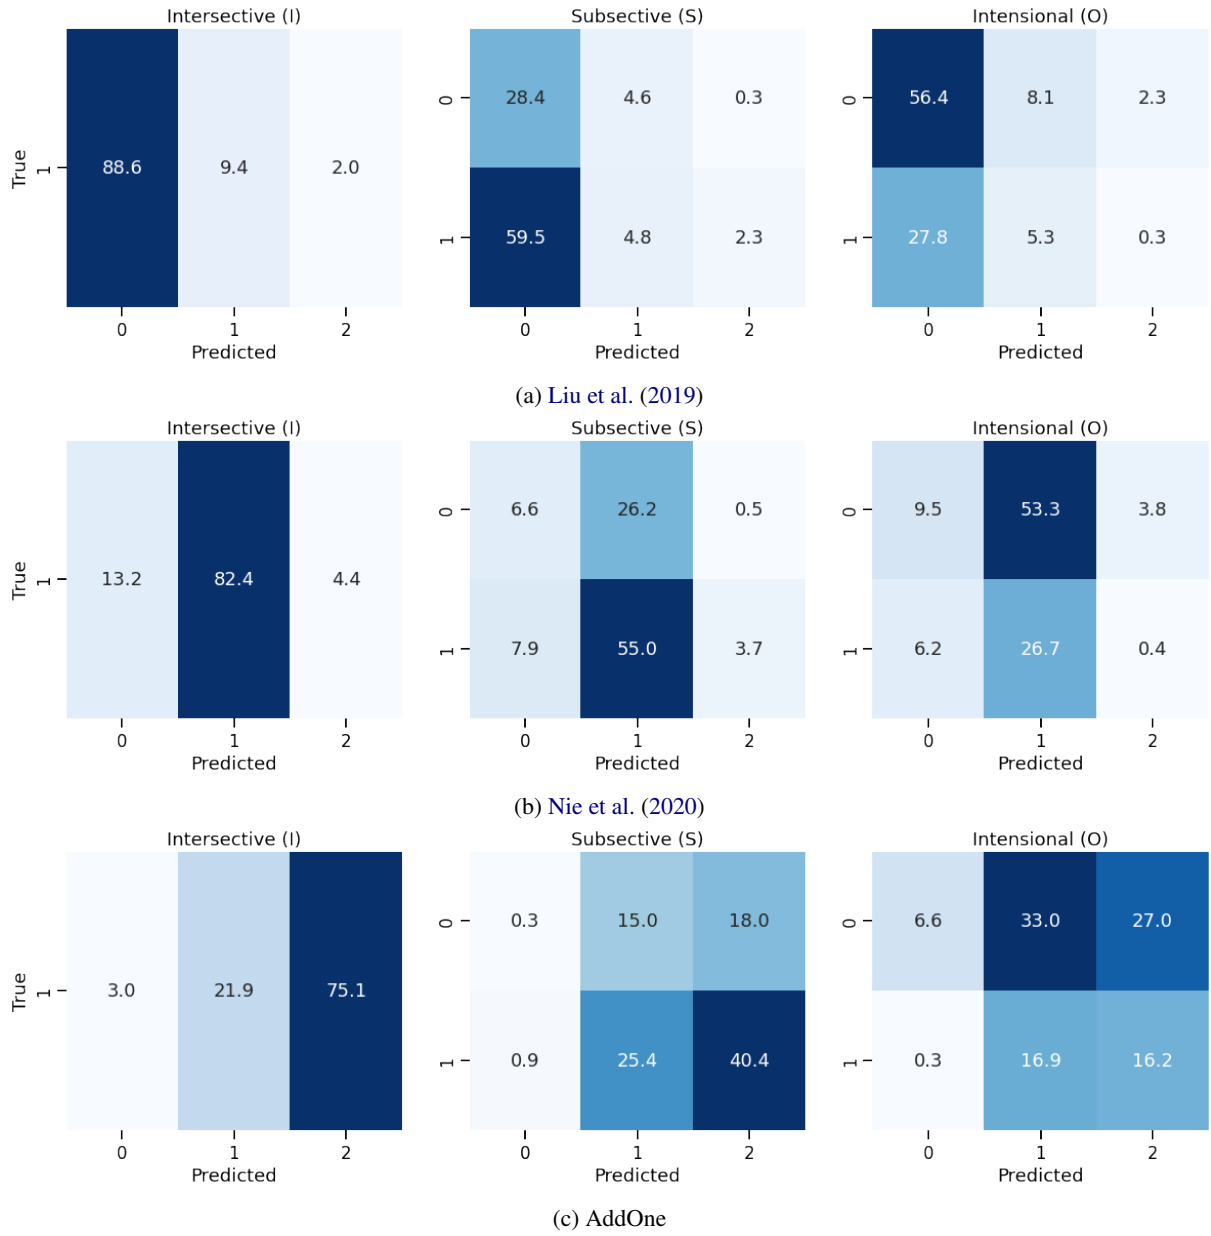 Intersective (I) Subsective (S) Intensional (O)
0 28.4 4.6 0.3 0 56.4 8.1 2.3
True 1 88.6 9.4 2.0
1 59.5 4.8 2.3 1 27.8 5.3 0.3
0 1 2 0 1 2 0 1 2
Predicted Predicted Predicted
(a) Liu et al. (2019)
Intersective (I) Subsective (S) Intensional (O)
0 6.6 26.2 0.5 0 9.5 53.3 3.8
True 1 13.2 82.4 4.4
1 7.9 55.0 3.7 1 6.2 26.7 0.4
0 1 2 0 1 2 0 1 2
Predicted Predicted Predicted
(b) Nie et al. (2020)
Intersective (I) Subsective (S) Intensional (O)
0 0.3 15.0 18.0 0 6.6 33.0 27.0
True 1 3.0 21.9 75.1
1 0.9 25.4 40.4 1 0.3 16.9 16.2
0 1 2 0 1 2 0 1 2
Predicted Predicted Predicted
(c) AddOne